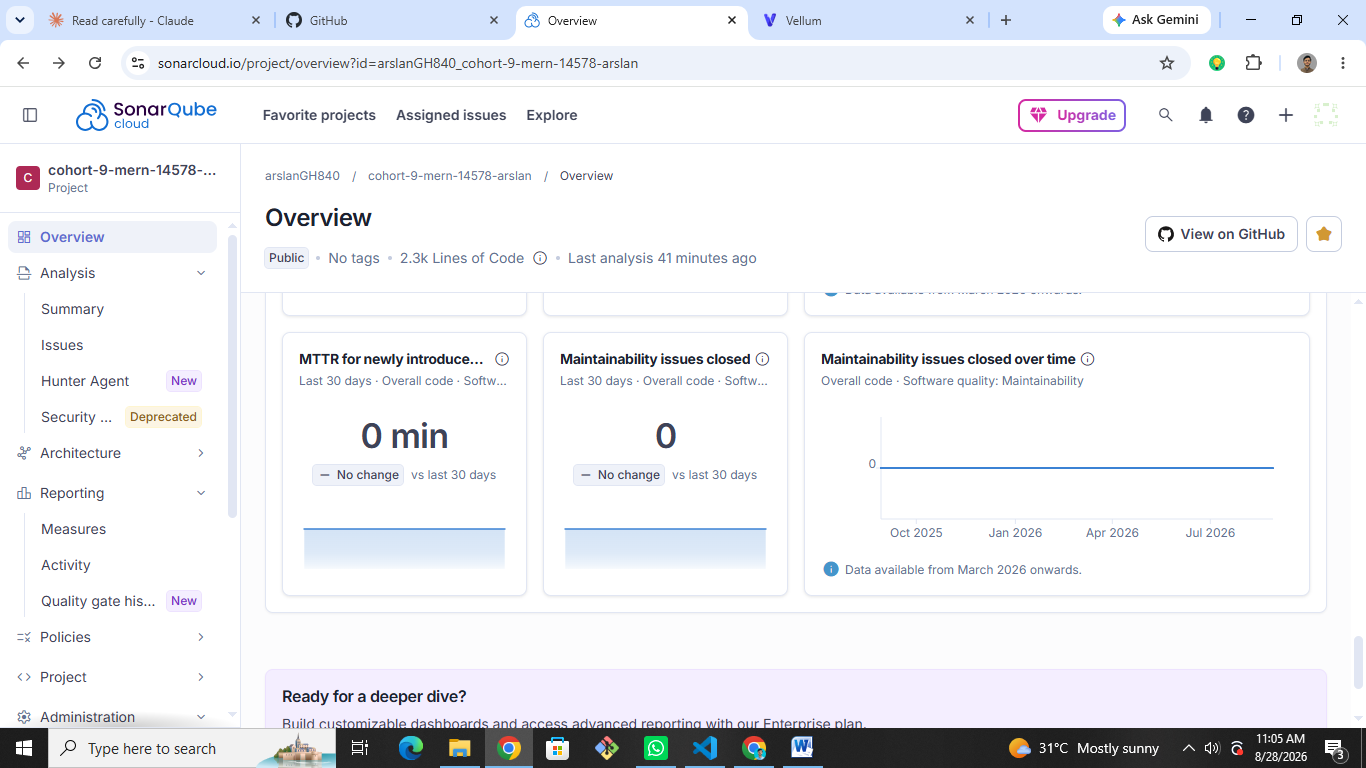 Read carefully - Claude
GitHub
Overview
Vellum
Ask Gemini
sonarcloud.io/project/overview?id=arslanGH840_cohort-9-mern-14578-arslan
SonarQube
cloud
Favorite projects
Assigned issues
Explore
Upgrade
C
cohort-9-mern-14578-...
Project
Overview
Analysis
Summary
Issues
Hunter Agent New
Security ... Deprecated
Architecture
Reporting
Measures
Activity
Quality gate his... New
Policies
Project
Administration
arslanGH840 / cohort-9-mern-14578-arslan / Overview
Overview
Public • No tags • 2.3k Lines of Code • Last analysis 41 minutes ago
View on GitHub
Data available from March 2026 onwards.
MTTR for newly introduce...
Last 30 days · Overall code · Softw...
0 min
No change vs last 30 days
Maintainability issues closed
Last 30 days · Overall code · Softw...
0
No change vs last 30 days
Maintainability issues closed over time
Overall code · Software quality: Maintainability
0
Oct 2025 Jan 2026 Apr 2026 Jul 2026
Data available from March 2026 onwards.
Ready for a deeper dive?
Build customizable dashboards and access advanced reporting with our Enterprise plan.
Type here to search
31°C Mostly sunny
11:05 AM
8/28/2026
3